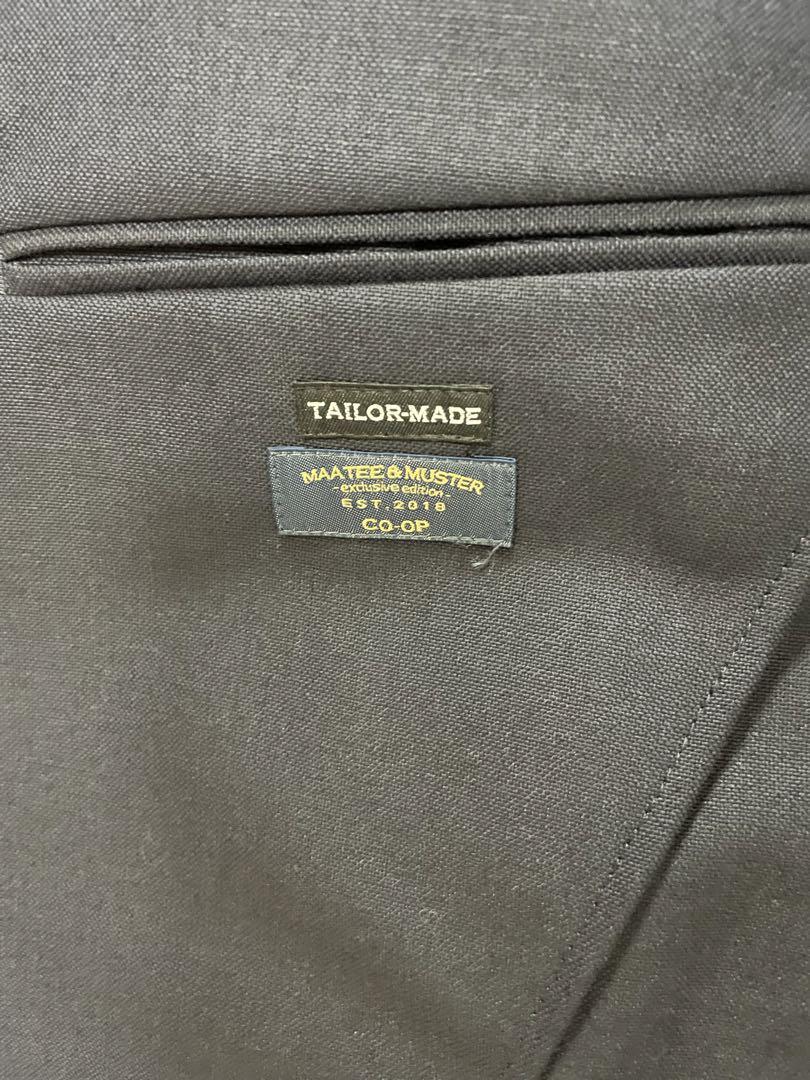 TAILOR-MADE
MAATEE & MUSTER
- exclusive edition -
EST. 2018
CO-OP